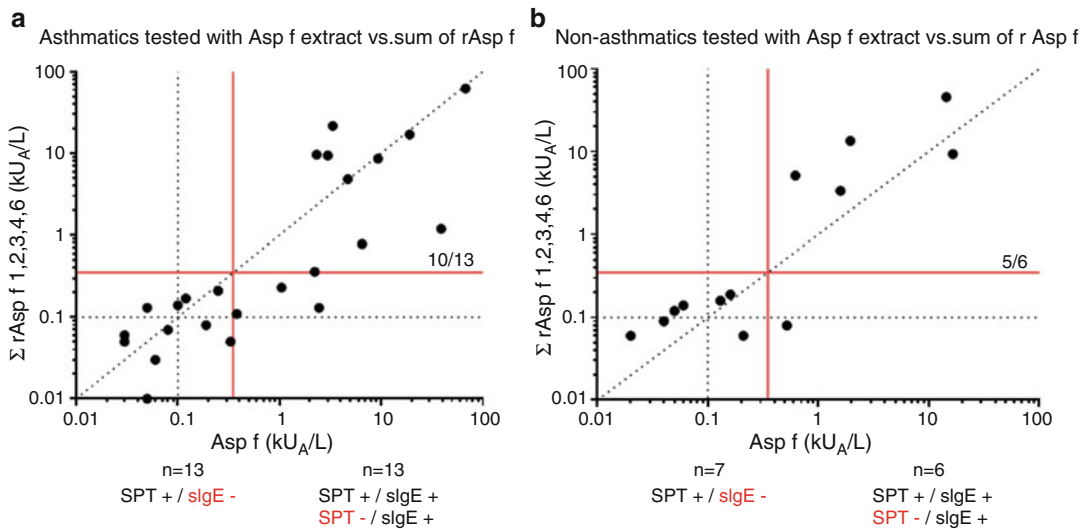 a
Asthmatics tested with Asp f extract vs.sum of rAsp f
100
10
1
0.1
0.01
Σ rAsp f 1,2,3,4,6 (kU_A/L)
10/13
0.01 0.1 1 10 100
Asp f (kU_A/L)
n=13 n=13
SPT + / sIgE - SPT + / sIgE +
SPT - / sIgE +
b
Non-asthmatics tested with Asp f extract vs.sum of r Asp f
100
10
1
0.1
0.01
Σ rAsp f 1,2,3,4,6 (kU_A/L)
5/6
0.01 0.1 1 10 100
Asp f (kU_A/L)
n=7 n=6
SPT + / sIgE - SPT + / sIgE +
SPT - / sIgE +